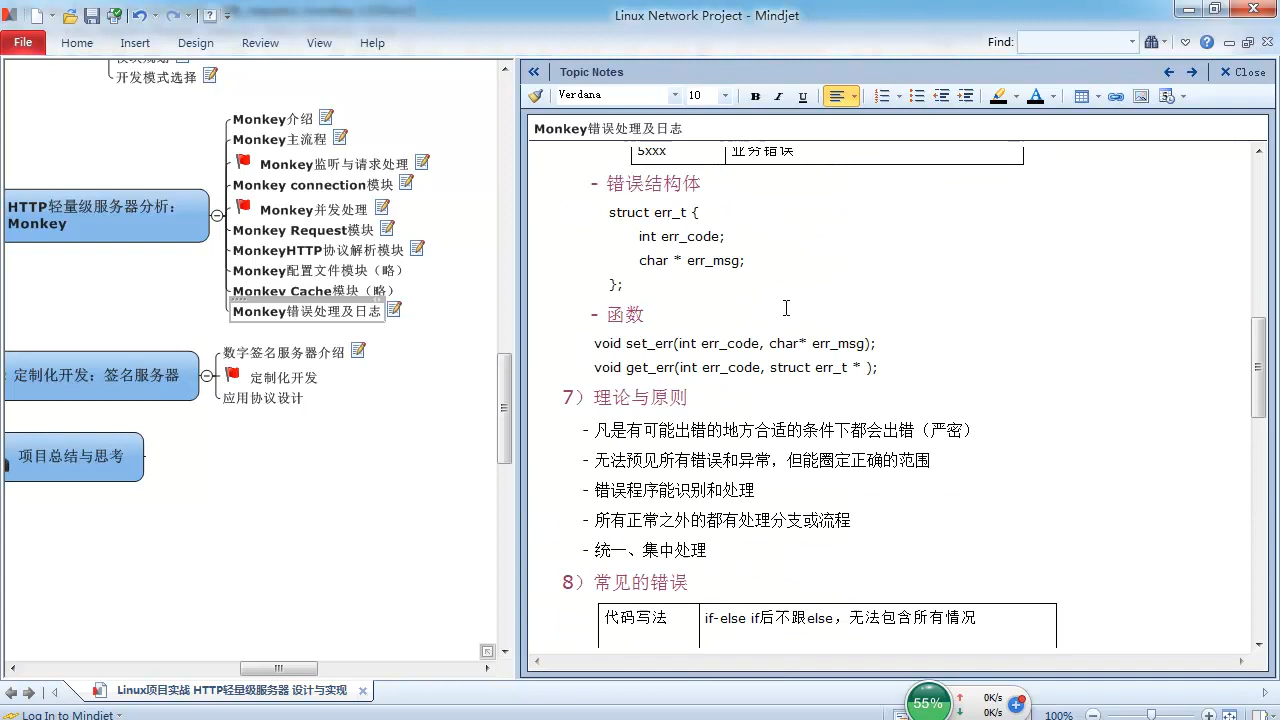 Linux Network Project - Mindjet
File Home Insert Design Review View Help
Find:
开发模式选择
HTTP轻量级服务器分析：
Monkey
Monkey介绍
Monkey主流程
Monkey监听与请求处理
Monkey connection模块
Monkey并发处理
Monkey Request模块
MonkeyHTTP协议解析模块
Monkey配置文件模块（略）
Monkey Cache模块（略）
Monkey错误处理及日志
定制化开发：签名服务器
数字签名服务器介绍
定制化开发
应用协议设计
项目总结与思考
Topic Notes
Close
Verdana 10 B I U
Monkey错误处理及日志
5xxx 业务错误
- 错误结构体
struct err_t {
int err_code;
char * err_msg;
};
- 函数
void set_err(int err_code, char* err_msg);
void get_err(int err_code, struct err_t * );
7）理论与原则
- 凡是有可能出错的地方合适的条件下都会出错（严密）
- 无法预见所有错误和异常，但能圈定正确的范围
- 错误程序能识别和处理
- 所有正常之外的都有处理分支或流程
- 统一、集中处理
8）常见的错误
代码写法 if-else if后不跟else，无法包含所有情况
Linux项目实战 HTTP轻量级服务器 设计与实现
Log In to Mindjet
55%
0K/s
0K/s
100%